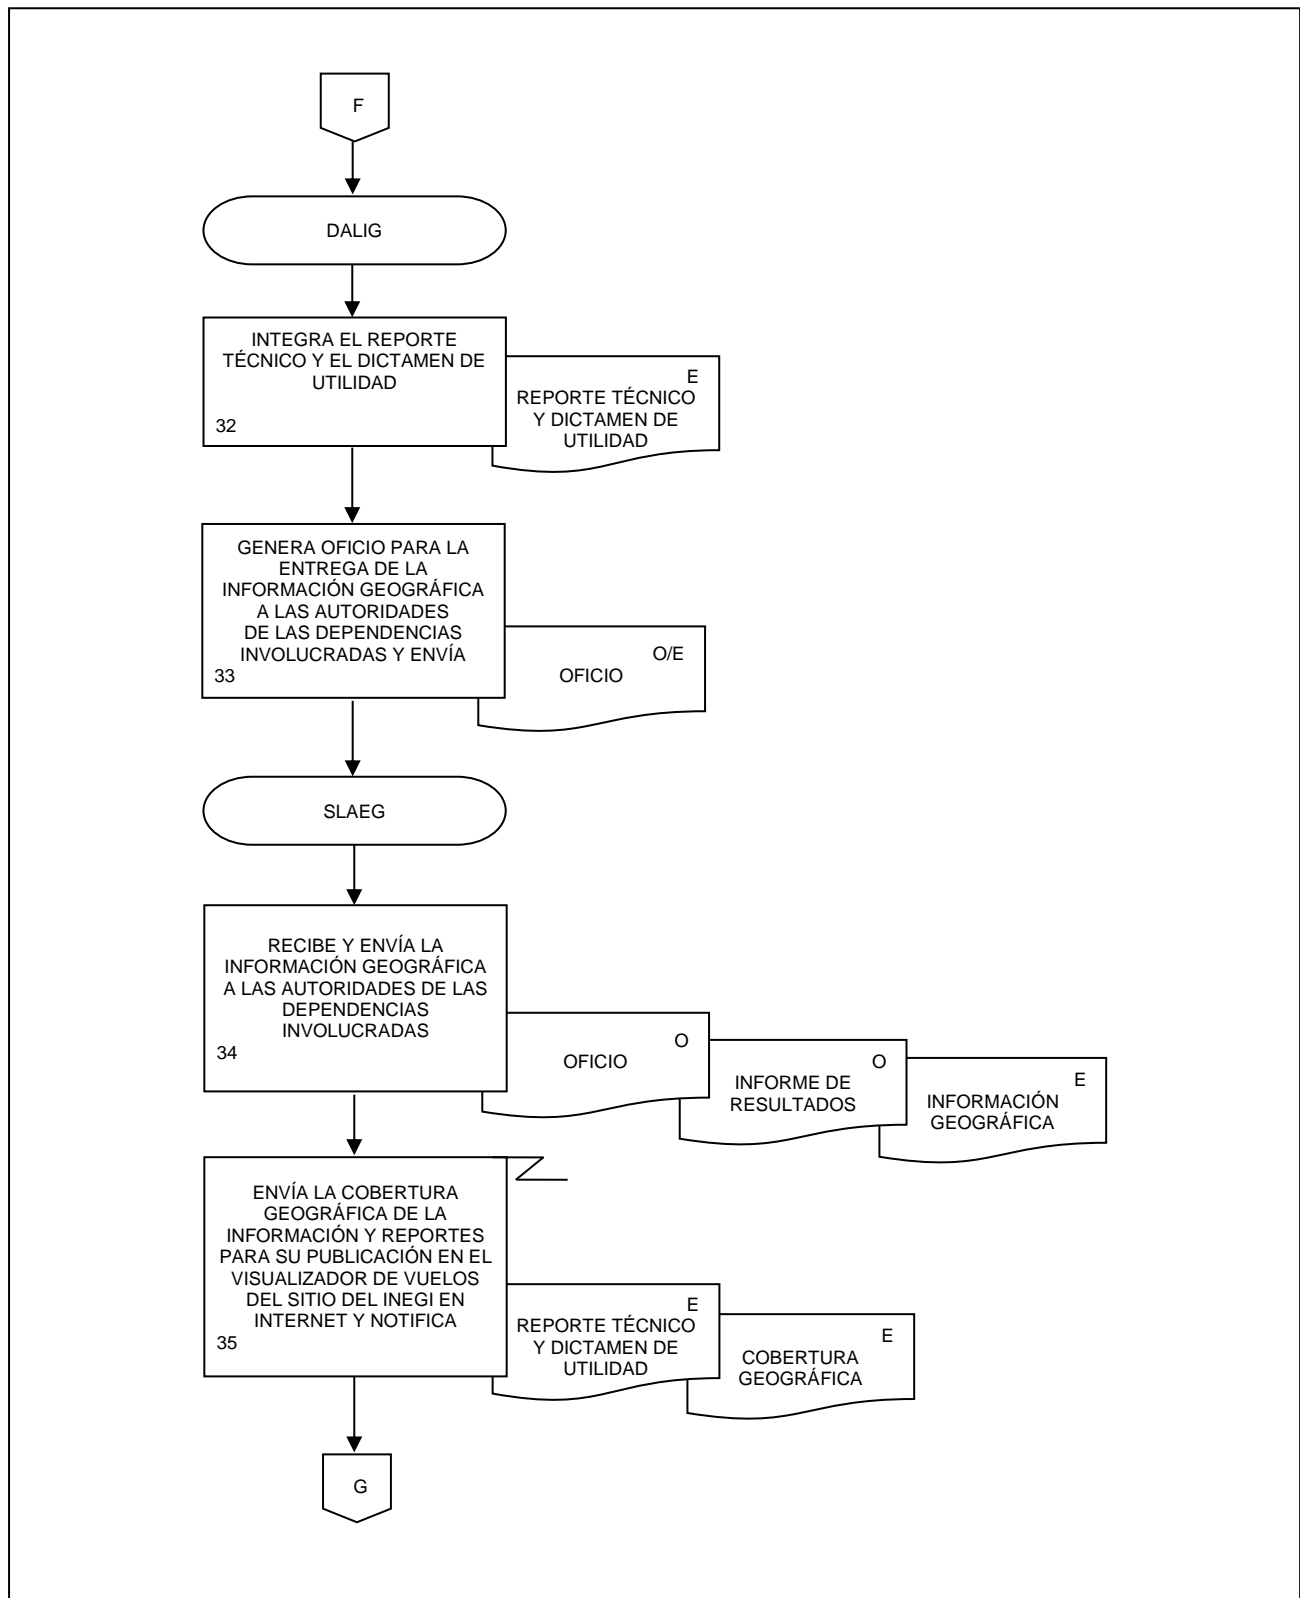 F
DALIG
INTEGRA EL REPORTE
TÉCNICO Y EL DICTAMEN DE
UTILIDAD
32
E
REPORTE TÉCNICO
Y DICTAMEN DE
UTILIDAD
GENERA OFICIO PARA LA
ENTREGA DE LA
INFORMACIÓN GEOGRÁFICA
A LAS AUTORIDADES
DE LAS DEPENDENCIAS
INVOLUCRADAS Y ENVÍA
33
O/E
OFICIO
SLAEG
RECIBE Y ENVÍA LA
INFORMACIÓN GEOGRÁFICA
A LAS AUTORIDADES DE LAS
DEPENDENCIAS
INVOLUCRADAS
34
O
OFICIO
O
INFORME DE
RESULTADOS
E
INFORMACIÓN
GEOGRÁFICA
ENVÍA LA COBERTURA
GEOGRÁFICA DE LA
INFORMACIÓN Y REPORTES
PARA SU PUBLICACIÓN EN EL
VISUALIZADOR DE VUELOS
DEL SITIO DEL INEGI EN
INTERNET Y NOTIFICA
35
E
REPORTE TÉCNICO
Y DICTAMEN DE
UTILIDAD
E
COBERTURA
GEOGRÁFICA
G